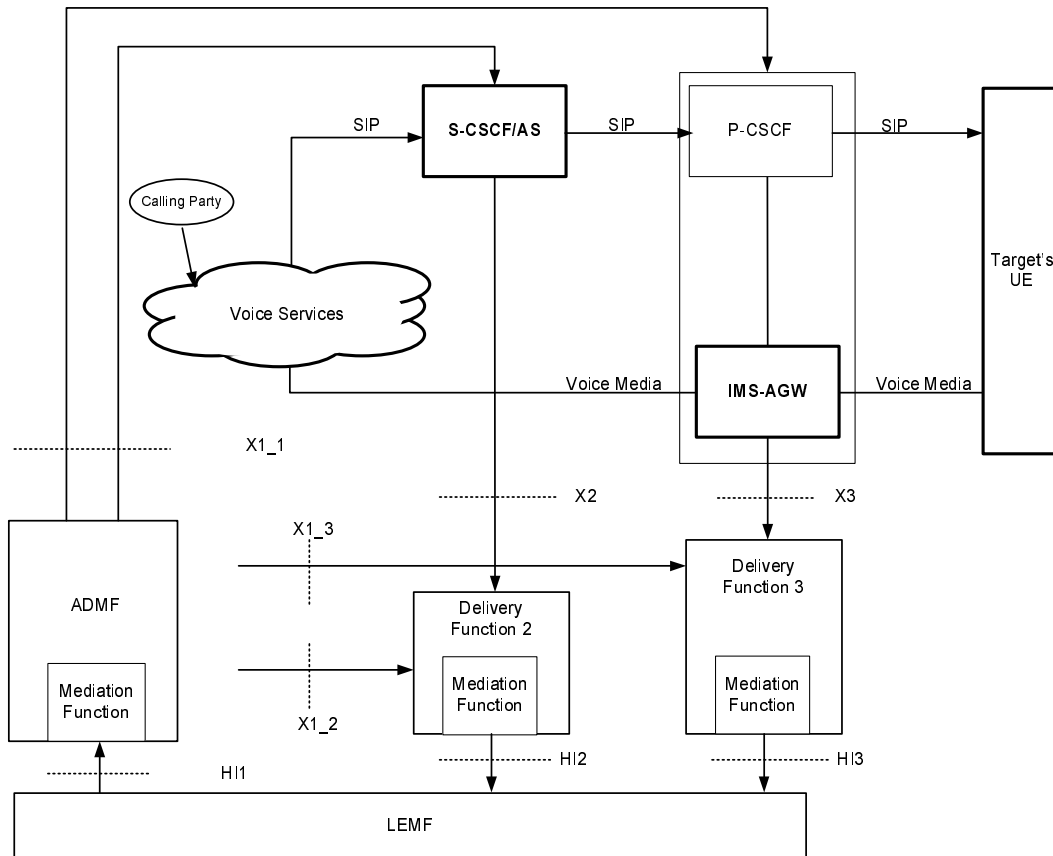 SIP
S-CSCF/AS
SIP
P-CSCF
SIP
Calling Party
Target's
UE
Voice Services
Voice Media
IMS-AGW
Voice Media
X1_1
X2
X3
X1_3
ADMF
Delivery
Function 2
Delivery
Function 3
Mediation
Function
Mediation
Function
Mediation
Function
X1_2
HI1
HI2
HI3
LEMF